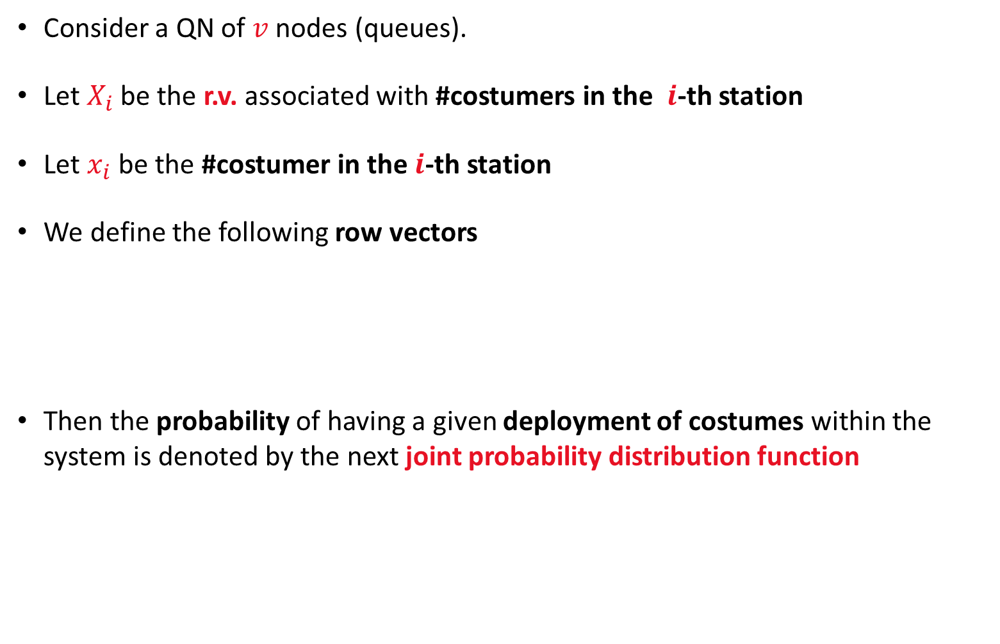 • Consider a QN of v nodes (queues).
• Let Xᵢ be the r.v. associated with #costumers in the i-th station
• Let xᵢ be the #costumer in the i-th station
• We define the following row vectors
• Then the probability of having a given deployment of costumes within the
system is denoted by the next joint probability distribution function